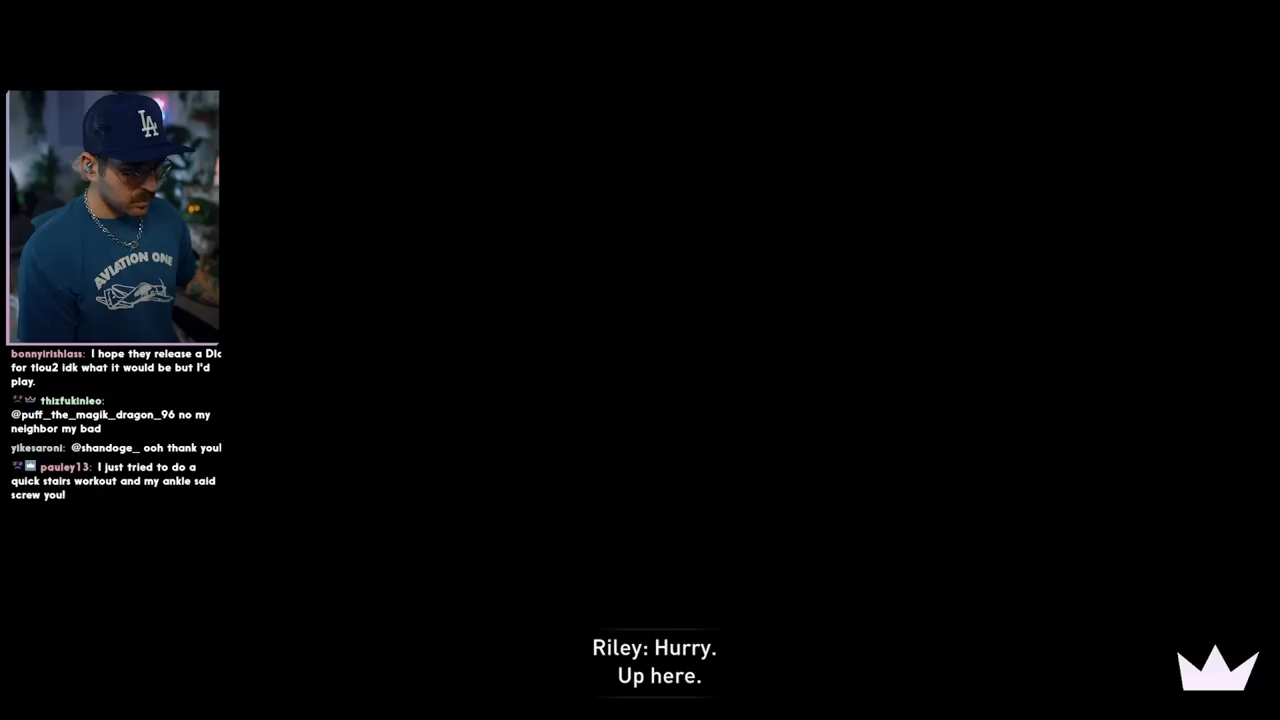 LA
AVIATION ONE
bonnyirishlass: I hope they release a Dlc
for tlou2 idk what it would be but I'd
play.
thizfukinleo:
@puff_the_magik_dragon_96 no my
neighbor my bad
yikesaroni: @shandoge_ ooh thank you!
pauley13: I just tried to do a
quick stairs workout and my ankle said
screw you!
Riley: Hurry.
Up here.